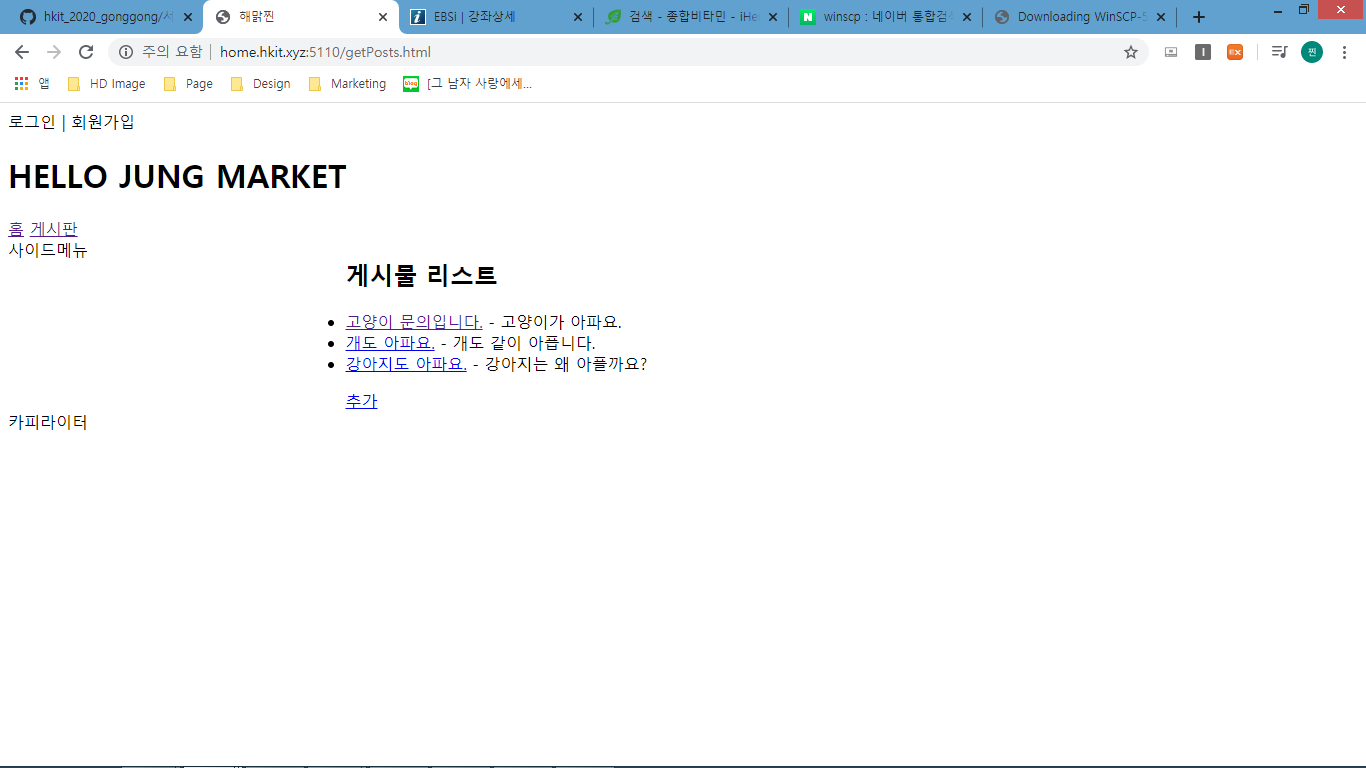 hkit_2020_gonggong/서
해맑찐
EBSi | 강좌상세
검색 - 종합비타민 - iHe
winscp : 네이버 통합검색
Downloading WinSCP-5
주의 요함 | home.hkit.xyz:5110/getPosts.html
EX
찐
앱
HD Image
Page
Design
Marketing
blog
[그 남자 사랑에세...
로그인 | 회원가입
HELLO JUNG MARKET
홈 게시판
사이드메뉴
게시물 리스트
고양이 문의입니다. - 고양이가 아파요.
개도 아파요. - 개도 같이 아픕니다.
강아지도 아파요. - 강아지는 왜 아플까요?
추가
카피라이터